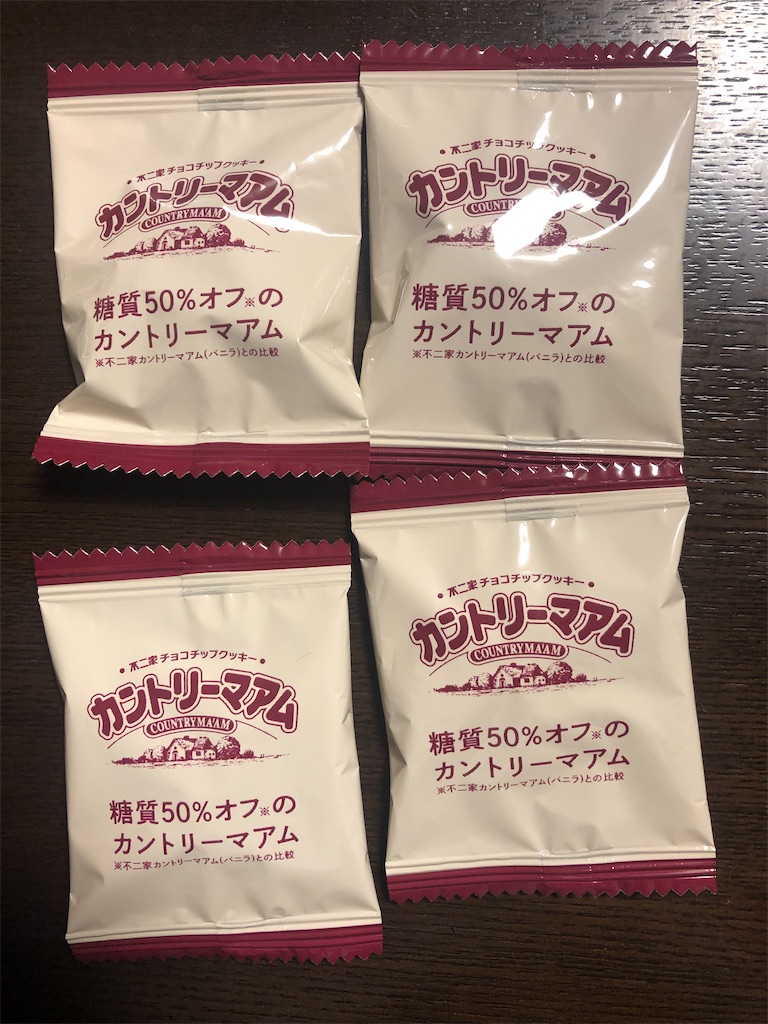 • 不二家 チョコチップクッキー •
カントリーマアム
COUNTRY MA'AM
糖質50%オフ※の
カントリーマアム
※不二家カントリーマアム(バニラ)との比較
• 不二家 チョコチップクッキー •
カントリーマアム
COUNTRY
糖質50%オフ※の
カントリーマアム
※不二家カントリーマアム(バニラ)との比較
• 不二家 チョコチップクッキー •
カントリーマアム
COUNTRY MA'AM
糖質50%オフ※の
カントリーマアム
※不二家カントリーマアム(バニラ)との比較
• 不二家 チョコチップクッキー •
カントリーマアム
COUNTRY MA'AM
糖質50%オフ※の
カントリーマアム
※不二家カントリーマアム(バニラ)との比較